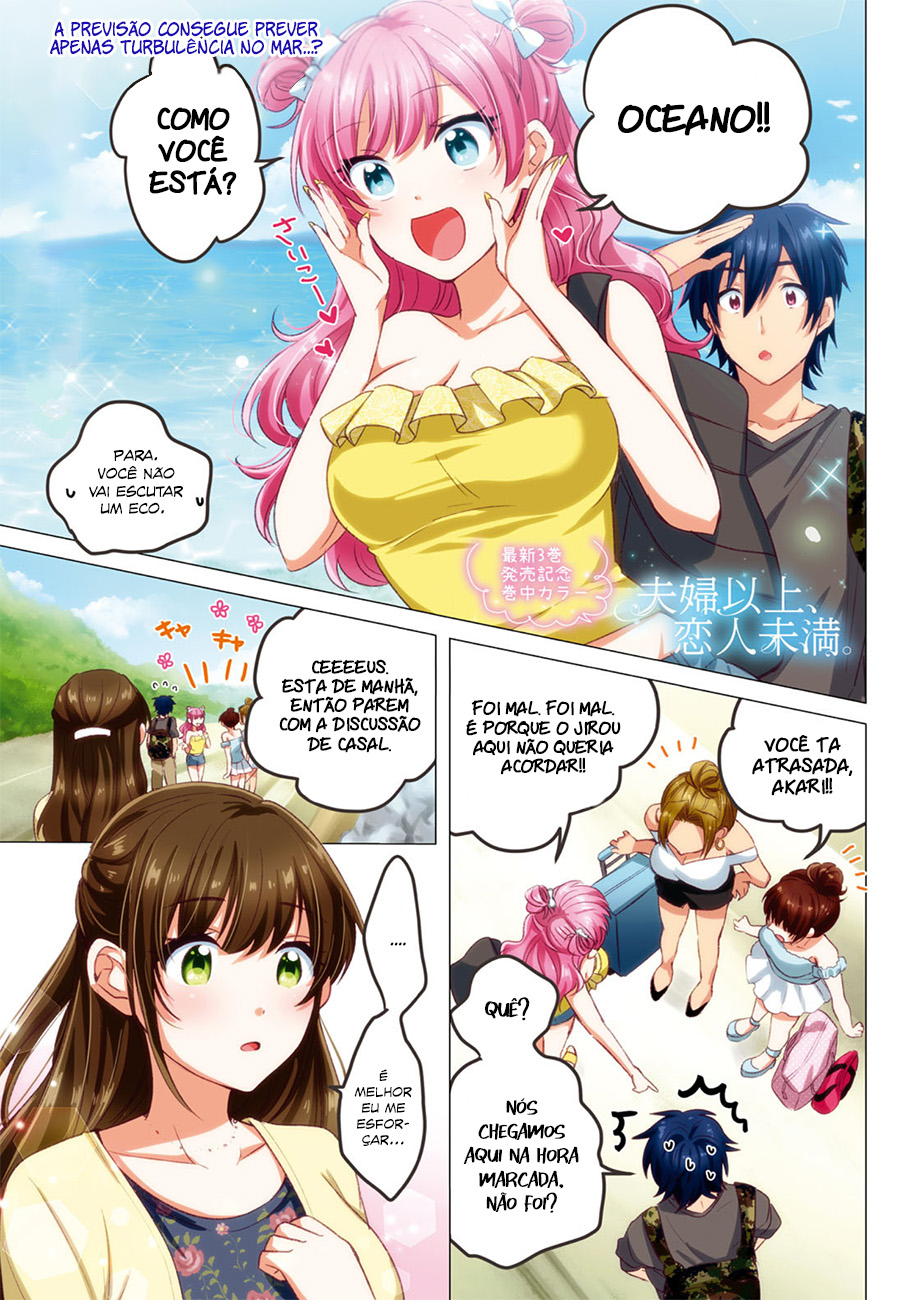 A PREVISÃO CONSEGUE PREVER
APENAS TURBULÊNCIA NO MAR...?
OCEANO!!
COMO
VOCÊ
ESTÁ?
さいこー
PARA,
VOCÊ NÃO
VAI ESCUTAR
UM ECO.
最新3巻
発売記念
巻中カラー
夫婦以上、
恋人未満。
VOCÊ TA
ATRASADA,
AKARI!!
FOI MAL. FOI MAL.
É PORQUE O JIROU
AQUI NÃO QUERIA
ACORDAR!!
QUÊ?
NÓS
CHEGAMOS
AQUI NA HORA
MARCADA,
NÃO FOI?
CEEEEUS.
ESTA DE MANHÃ,
ENTÃO PAREM
COM A DISCUSSÃO
DE CASAL.
キャ
キャ
....
É
MELHOR
EU ME
ESFOR-
ÇAR...